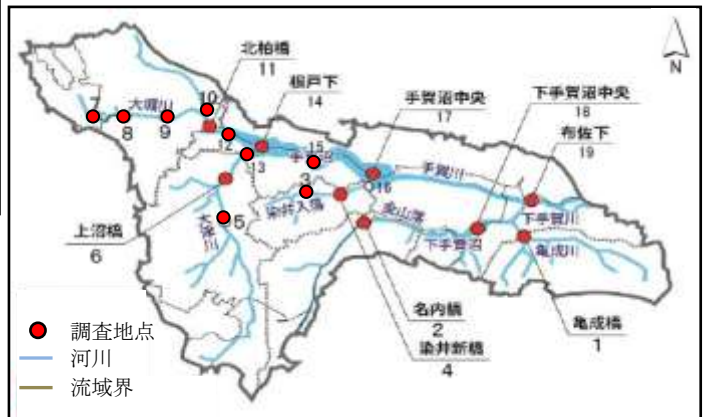 北柏橋
11
根戸下
14
手賀沼中央
17
下手賀沼中央
18
布佐下
19
N
7
8
大堀川
9
10
12
13
手賀沼
15
16
手賀川
3
染井入落
金山落
5
大津川
上沼橋
6
下手賀沼
下手賀川
亀成川
名内橋
2
染井新橋
4
亀成橋
1
調査地点
河川
流域界